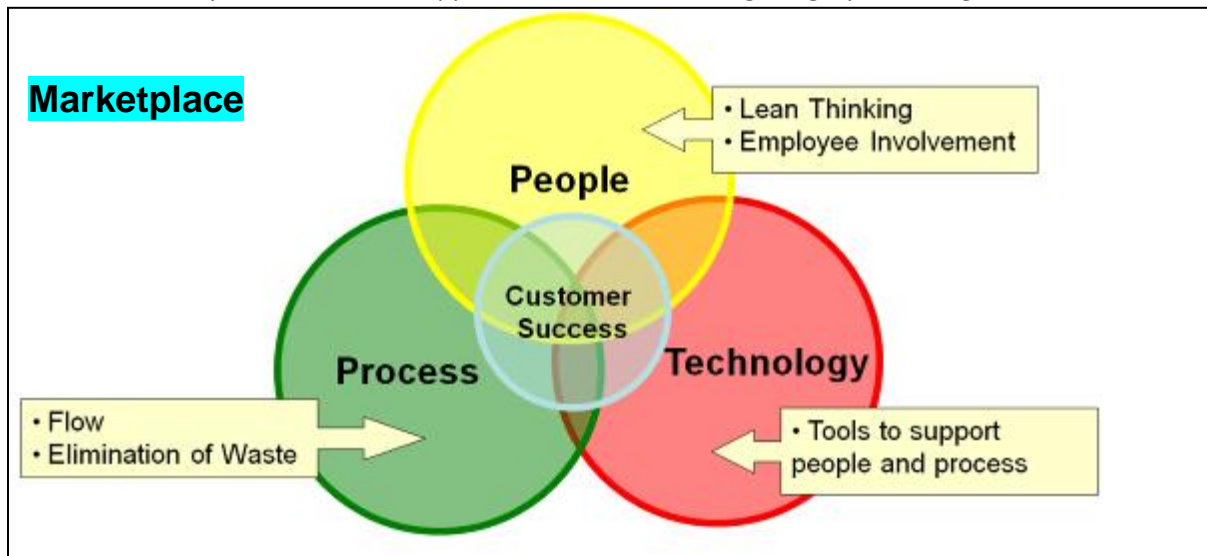 Marketplace
• Lean Thinking
• Employee Involvement
People
Customer
Success
Process
Technology
• Flow
• Elimination of Waste
• Tools to support
people and process